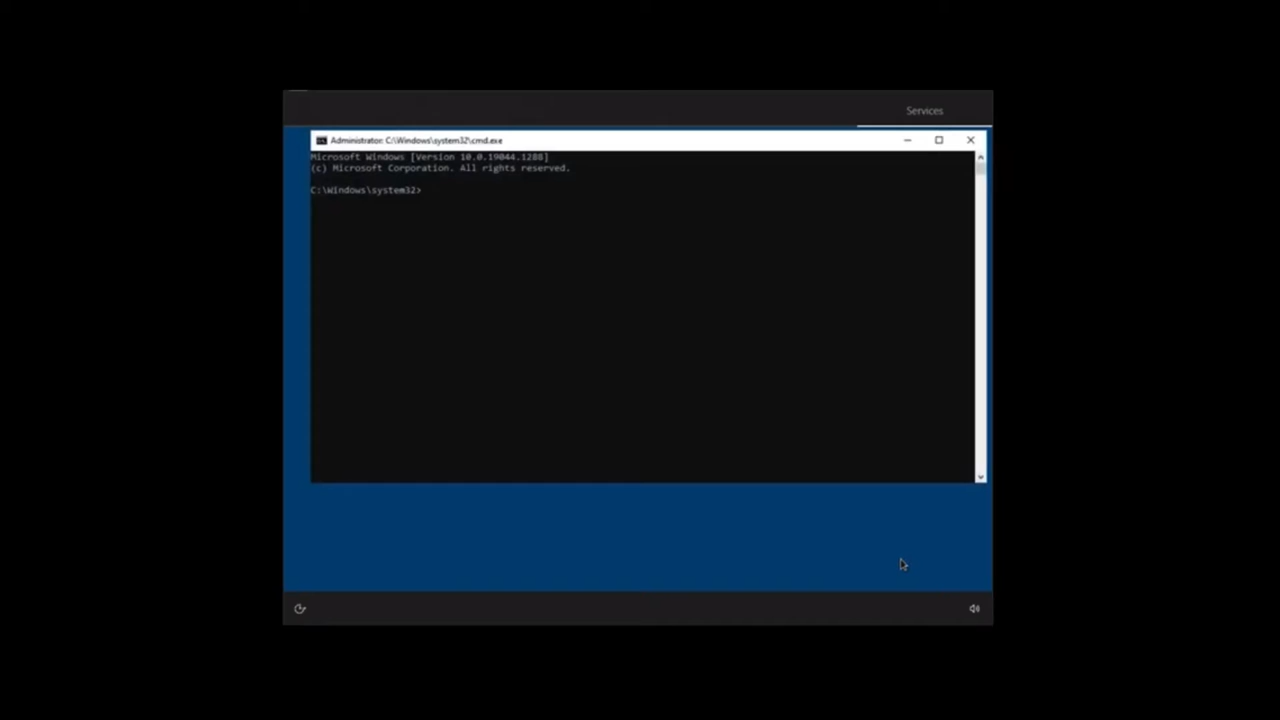 Services
Administrator: C:\Windows\system32\cmd.exe
Microsoft Windows [Version 10.0.19044.1288]
(c) Microsoft Corporation. All rights reserved.
C:\Windows\system32>